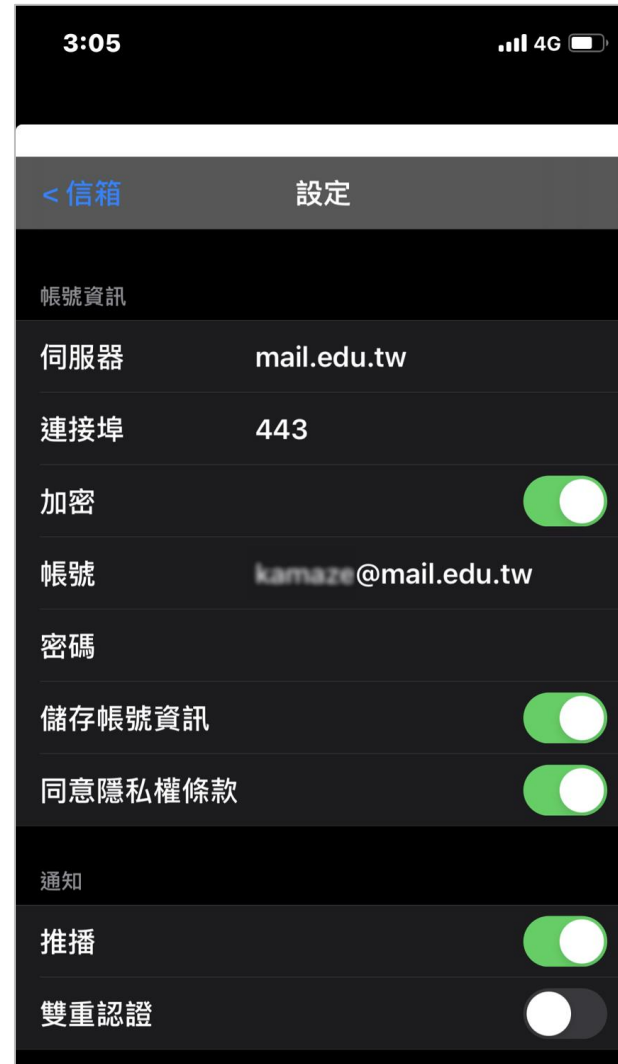 3:05 4G
<信箱 設定
帳號資訊
伺服器 mail.edu.tw
連接埠 443
加密
帳號 @mail.edu.tw
密碼
儲存帳號資訊
同意隱私權條款
通知
推播
雙重認證